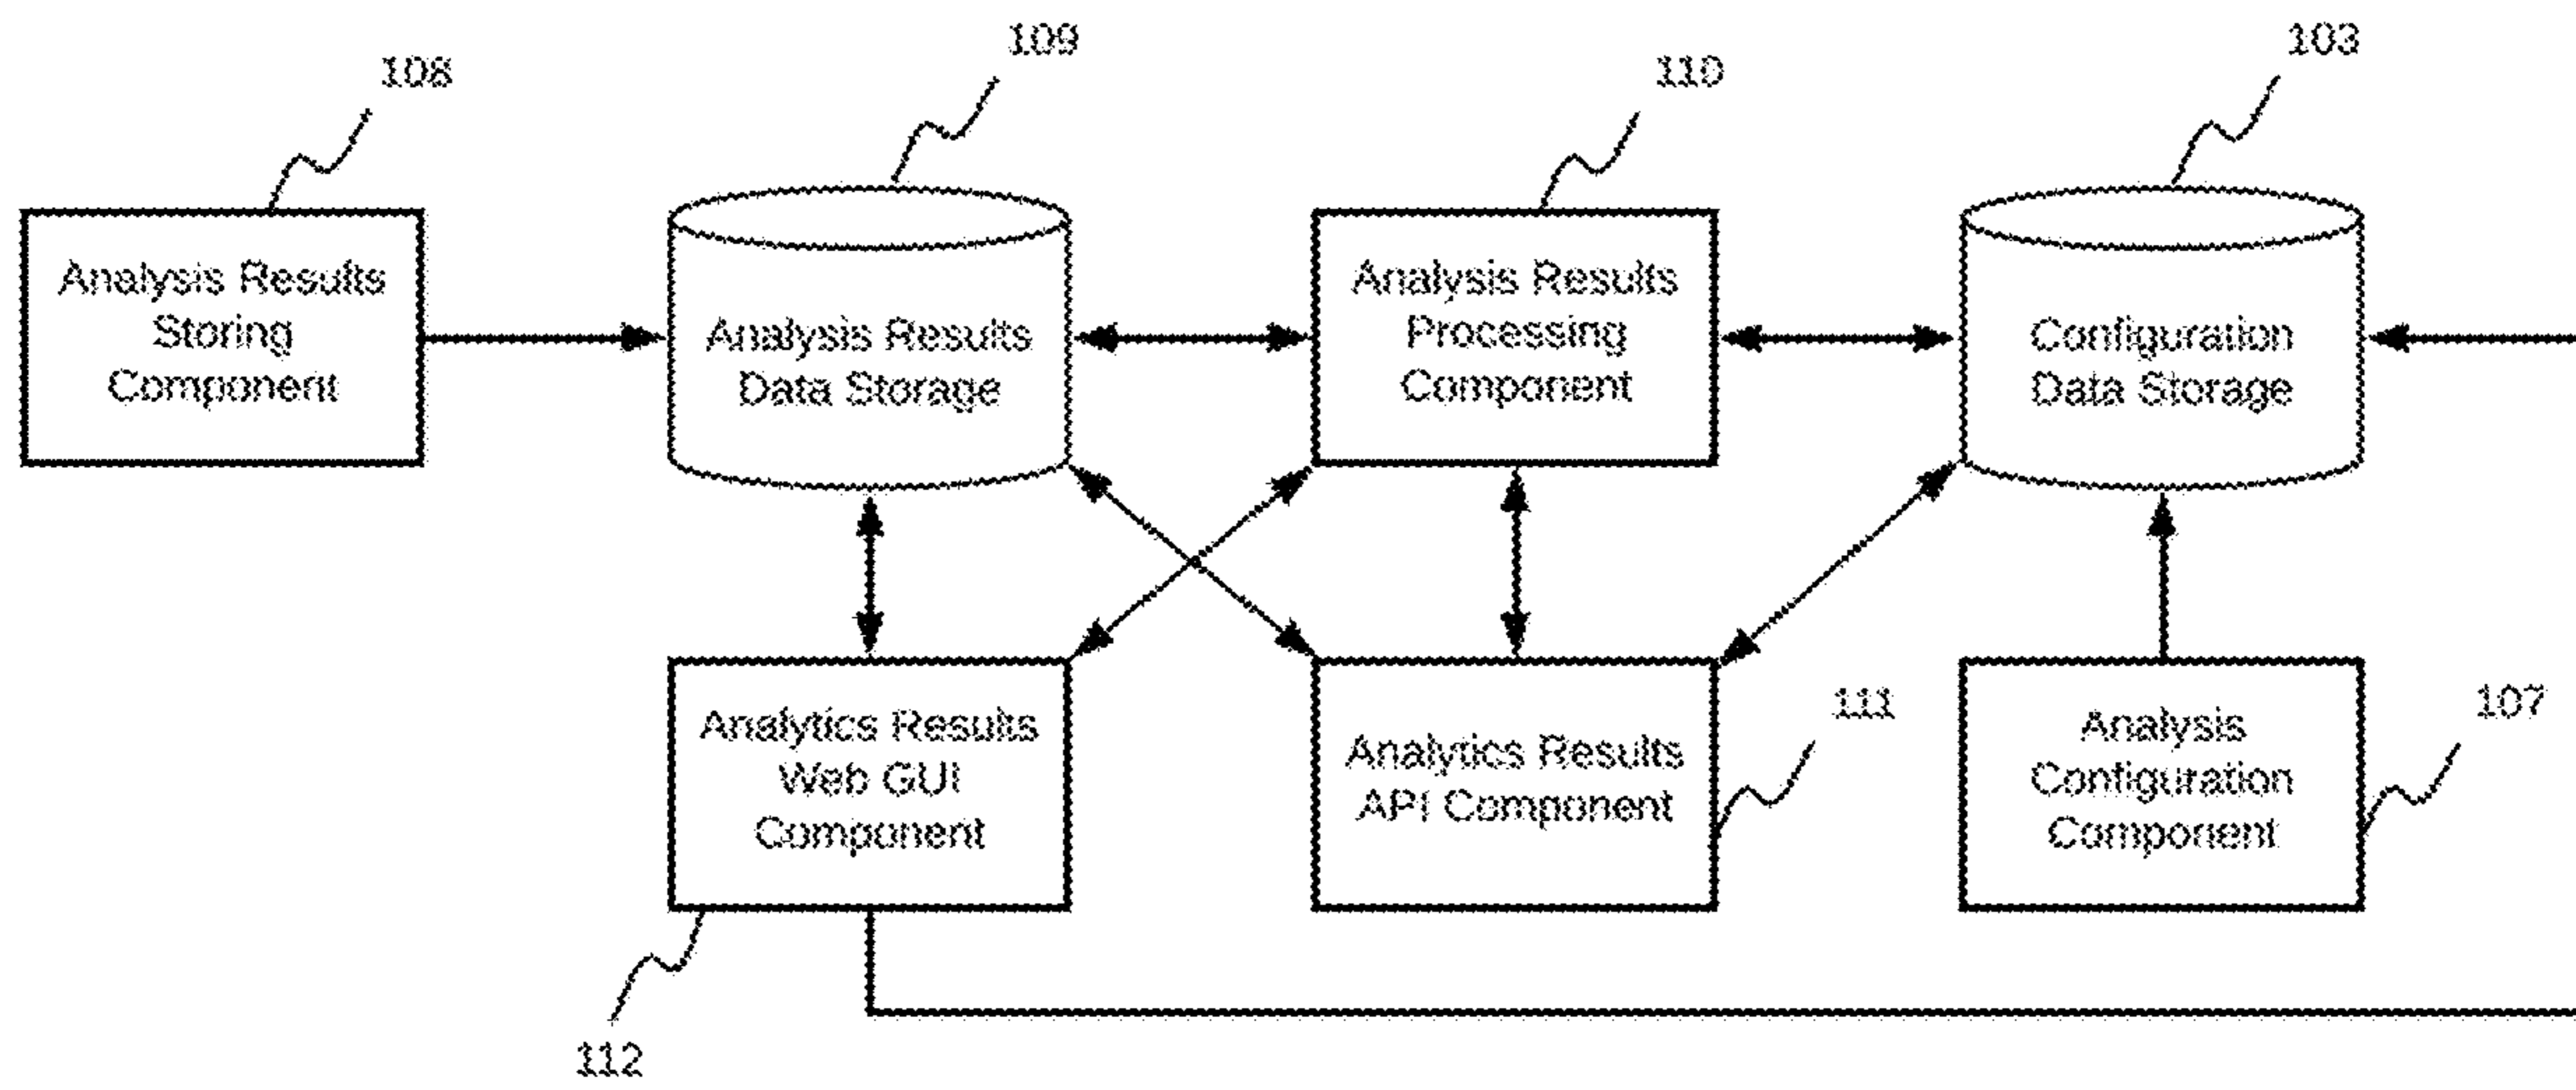 108
109
110
103
Analysis Results
Storing
Component
Analysis Results
Data Storage
Analysis Results
Processing
Component
Configuration
Data Storage
Analytics Results
Web GUI
Component
Analytics Results
API Component
111
Analysis
Configuration
Component
107
112